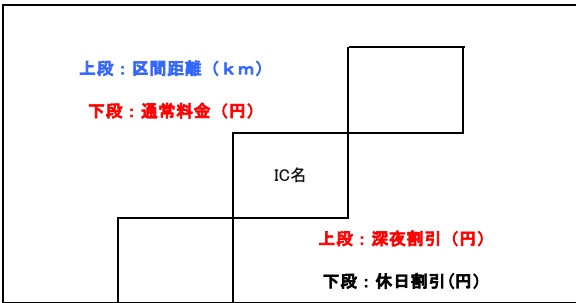 上段：区間距離（ｋｍ）
下段：通常料金（円）
IC名
上段：深夜割引（円）
下段：休日割引(円)